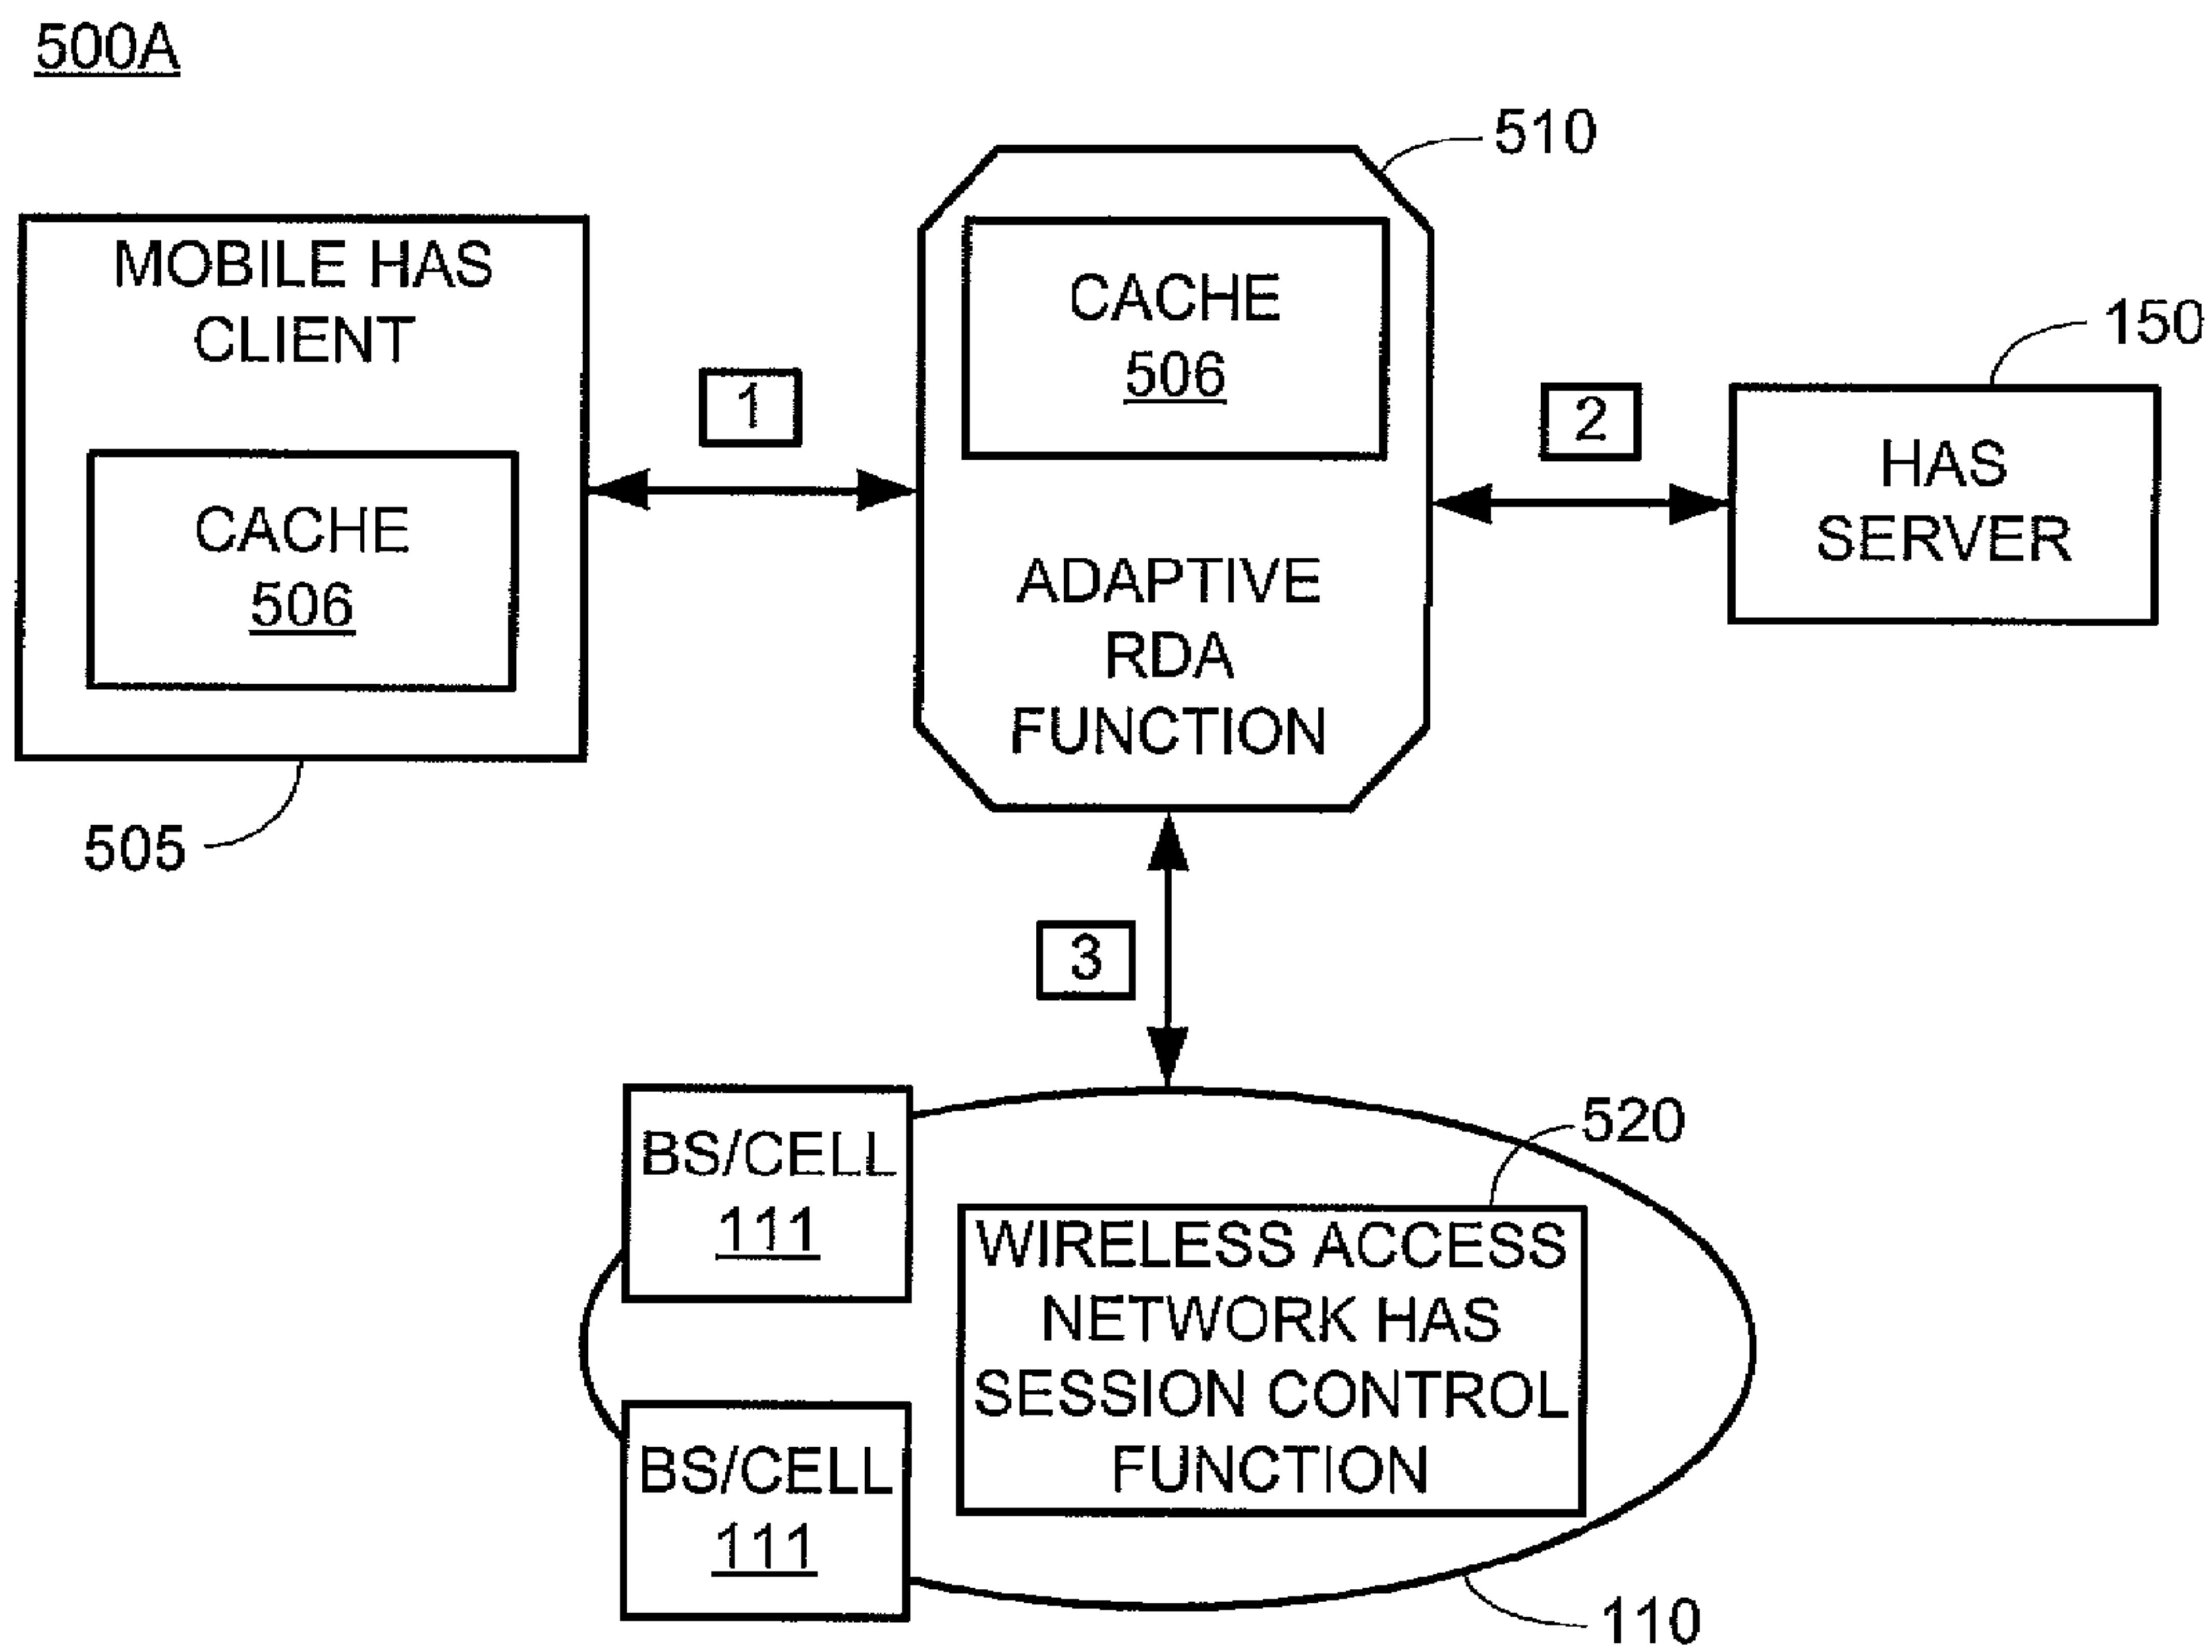 500A
510
MOBILE HAS
CLIENT
CACHE
506
505
1
CACHE
506
ADAPTIVE
RDA
FUNCTION
2
150
HAS
SERVER
3
BS/CELL
111
BS/CELL
111
520
WIRELESS ACCESS
NETWORK HAS
SESSION CONTROL
FUNCTION
110